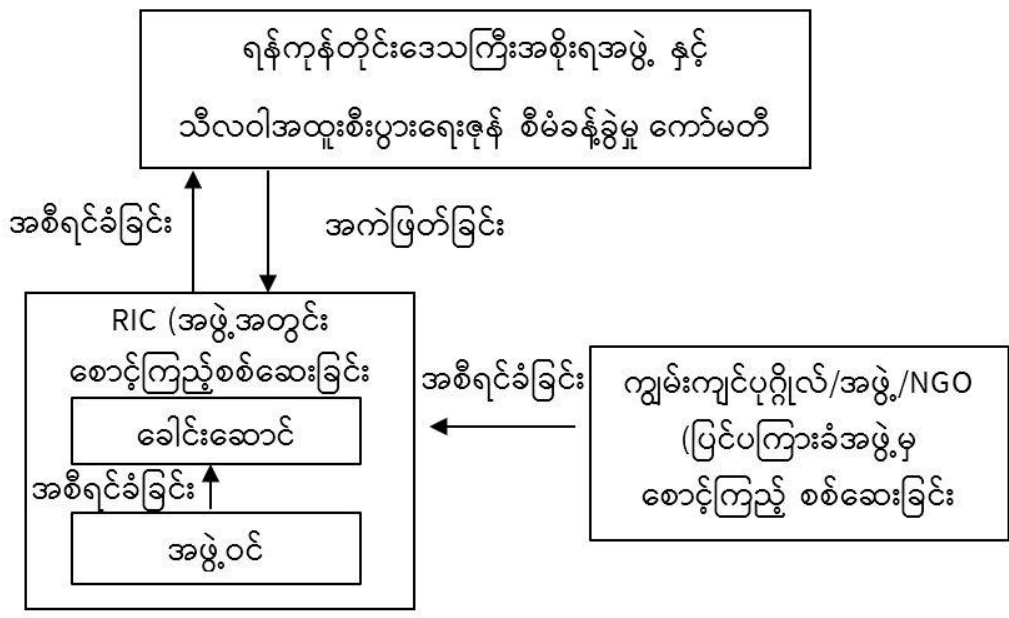 ရန်ကုန်တိုင်းဒေသကြီးအစိုးရအဖွဲ့ နှင့်
သီလဝါအထူးစီးပွားရေးဇုန် စီမံခန့်ခွဲမှု ကော်မတီ
အစီရင်ခံခြင်း
အကဲဖြတ်ခြင်း
RIC (အဖွဲ့အတွင်း
စောင့်ကြည့်စစ်ဆေးခြင်း
ခေါင်းဆောင်
အစီရင်ခံခြင်း
အဖွဲ့ဝင်
အစီရင်ခံခြင်း
ကျွမ်းကျင်ပုဂ္ဂိုလ်/အဖွဲ့/NGO
(ပြင်ပကြားခံအဖွဲ့မှ
စောင့်ကြည့် စစ်ဆေးခြင်း